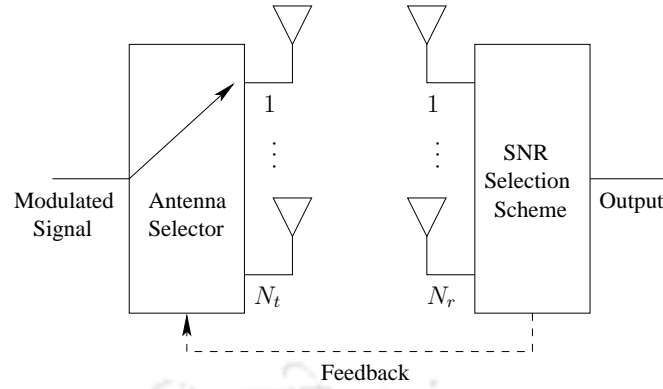 Modulated
Signal
Antenna
Selector
1
⋮
N_t
1
⋮
N_r
SNR
Selection
Scheme
Output
Feedback